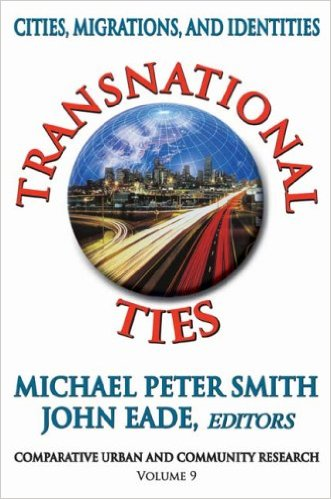 CITIES, MIGRATIONS, AND IDENTITIES
TRANSNATIONAL
TIES
MICHAEL PETER SMITH
JOHN EADE, EDITORS
COMPARATIVE URBAN AND COMMUNITY RESEARCH
VOLUME 9